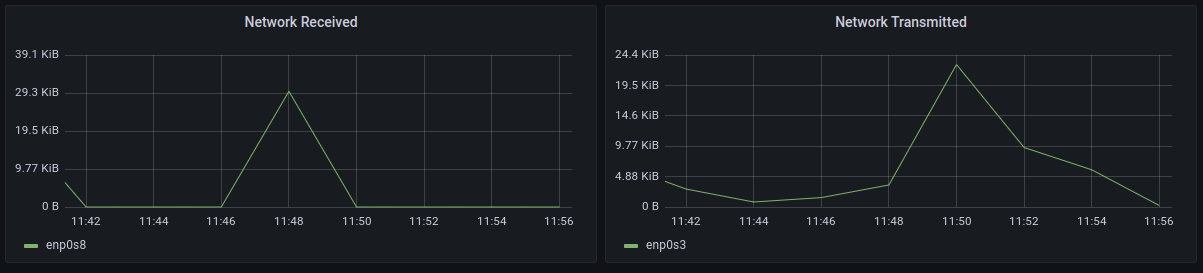 Network Received
39.1 KiB
29.3 KiB
19.5 KiB
9.77 KiB
0 B
11:42 11:44 11:46 11:48 11:50 11:52 11:54 11:56
enp0s8
Network Transmitted
24.4 KiB
19.5 KiB
14.6 KiB
9.77 KiB
4.88 KiB
0 B
11:42 11:44 11:46 11:48 11:50 11:52 11:54 11:56
enp0s3